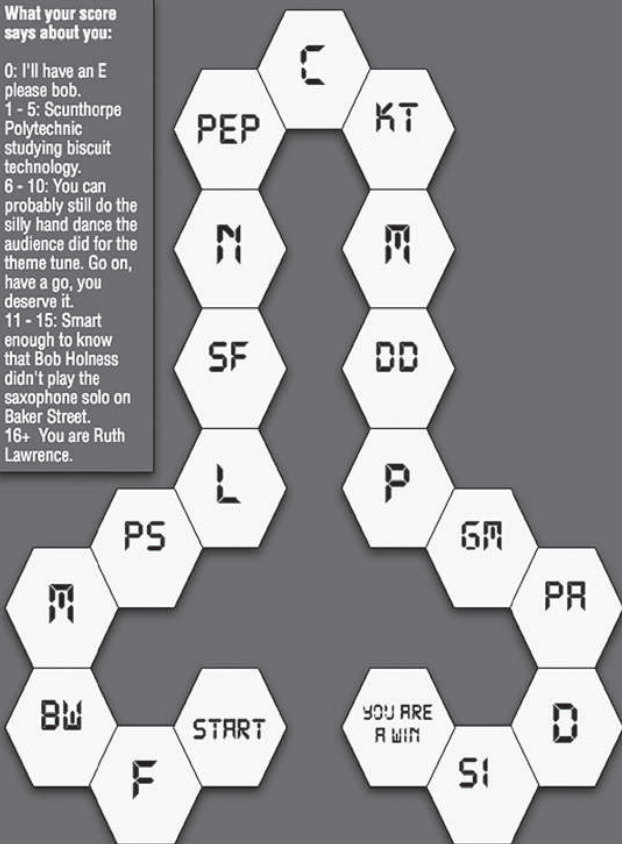 What your score
says about you:
0: I'll have an E
please bob.
1 - 5: Scunthorpe
Polytechnic
studying biscuit
technology.
6 - 10: You can
probably still do the
silly hand dance the
audience did for the
theme tune. Go on,
have a go, you
deserve it.
11 - 15: Smart
enough to know
that Bob Holness
didn't play the
saxophone solo on
Baker Street.
16+ You are Ruth
Lawrence.
C
PEP
KT
N
M
SF
DD
L
P
PS
GM
M
PA
BW
START
YOU ARE
A WIN
D
F
SI